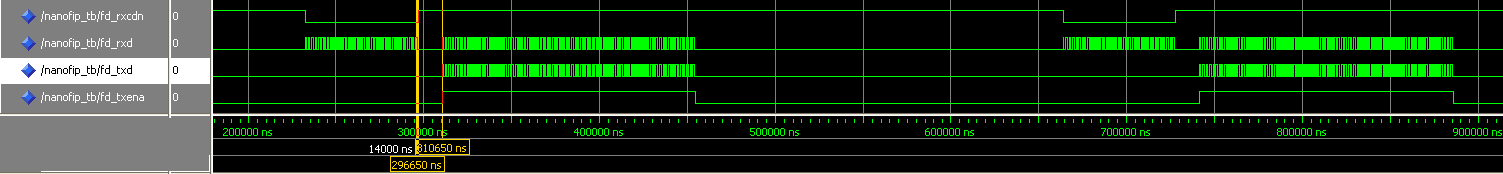 /nanofip_tb/fd_rxcdn 0
/nanofip_tb/fd_rxd 0
/nanofip_tb/fd_txd 0
/nanofip_tb/fd_txena 0
200000 ns 300000 ns 400000 ns 500000 ns 600000 ns 700000 ns 800000 ns 900000 ns
14000 ns 310650 ns
296650 ns